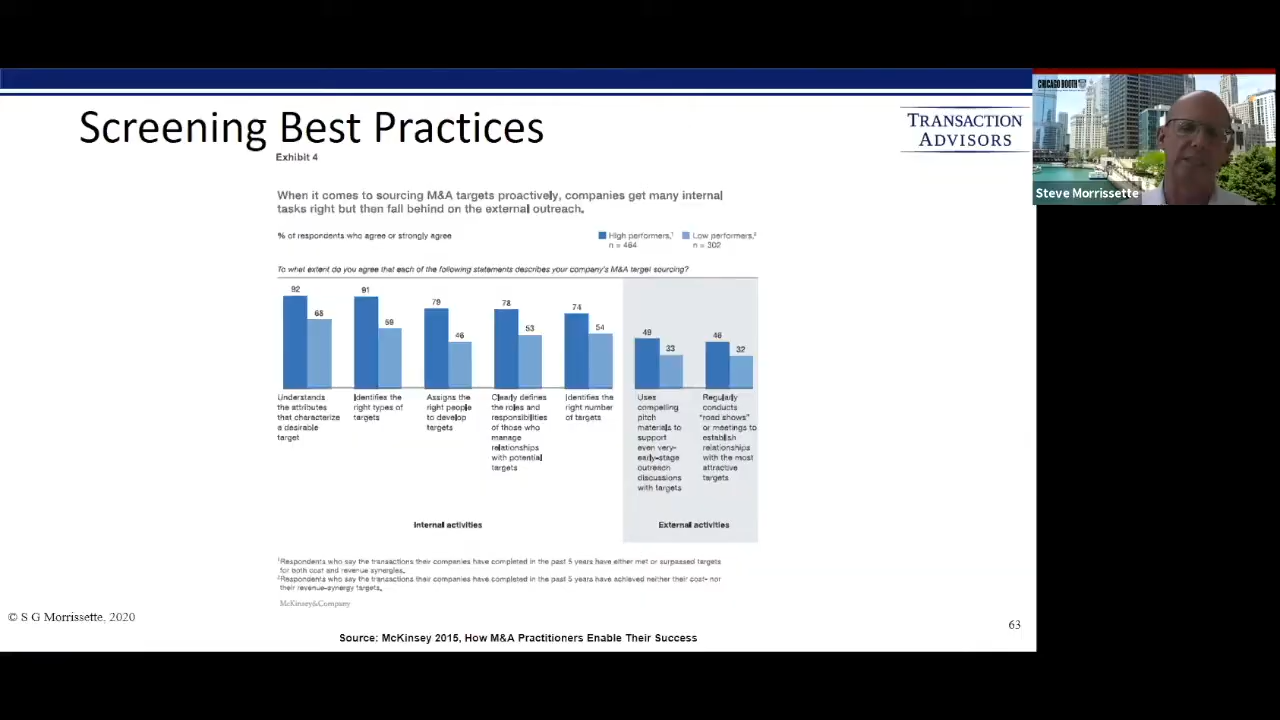 Screening Best Practices
TRANSACTION
ADVISORS
CHICAGO BOOTH
Steve Morrissette
Exhibit 4
When it comes to sourcing M&A targets proactively, companies get many internal
tasks right but then fall behind on the external outreach.
% of respondents who agree or strongly agree
High performers,¹
n = 464
Low performers,²
n = 302
To what extent do you agree that each of the following statements describes your company's M&A target sourcing?
92
68
91
59
79
46
78
53
74
54
49
33
46
32
Understands
the attributes
that characterize
a desirable
target
Identifies the
right types of
targets
Assigns the
right people
to develop
targets
Clearly defines
the roles and
responsibilities
of those who
manage
relationships
with potential
targets
Identifies the
right number
of targets
Uses
compelling
pitch
materials to
support
even very-
early-stage
outreach
discussions
with targets
Regularly
conducts
"road shows"
or meetings to
establish
relationships
with the most
attractive
targets
Internal activities
External activities
¹Respondents who say the transactions their companies have completed in the past 5 years have either met or surpassed targets
for both cost and revenue synergies.
²Respondents who say the transactions their companies have completed in the past 5 years have achieved neither their cost- nor
their revenue-synergy targets.
McKinsey&Company
© S G Morrissette, 2020
63
Source: McKinsey 2015, How M&A Practitioners Enable Their Success